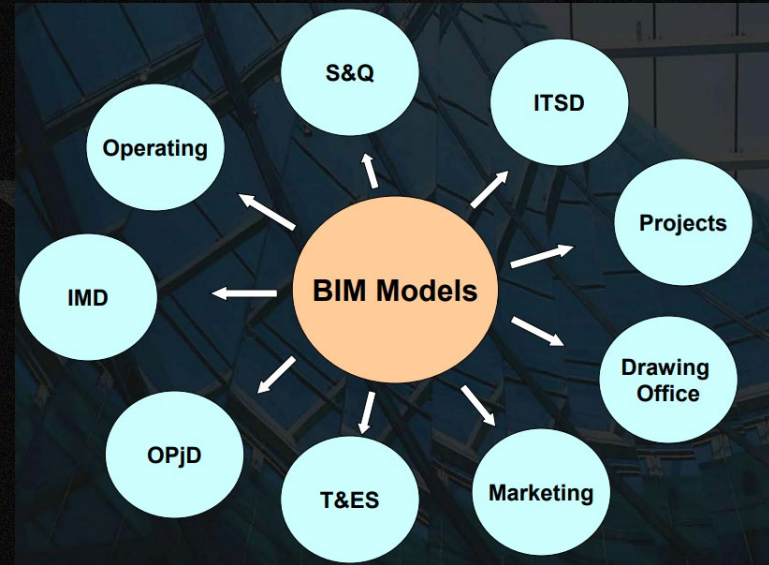 S&Q
ITSD
Operating
Projects
BIM Models
IMD
Drawing
Office
OPjD
T&ES
Marketing